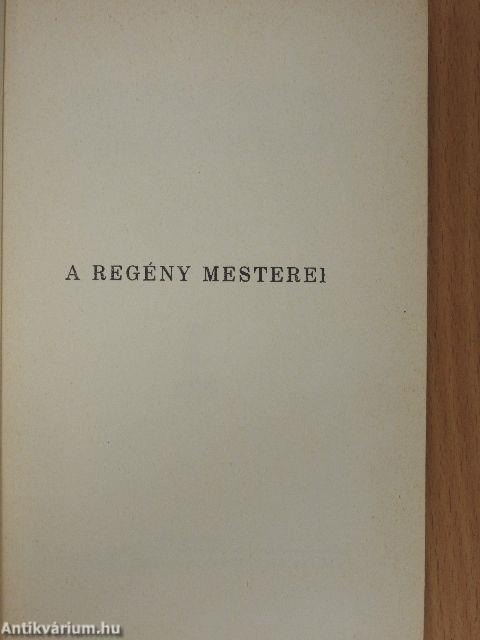 A REGÉNY MESTEREI
Antikvárium.hu